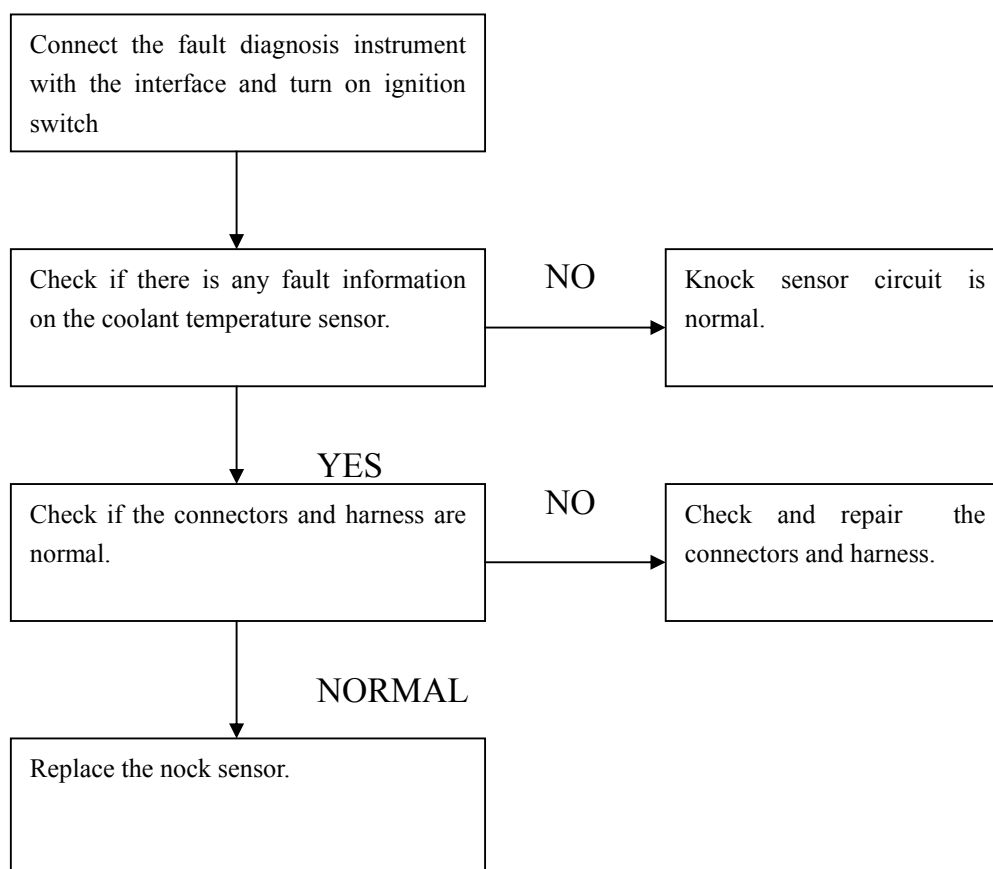 Connect the fault diagnosis instrument
with the interface and turn on ignition
switch
Check if there is any fault information
on the coolant temperature sensor.
NO
Knock sensor circuit is
normal.
YES
Check if the connectors and harness are
normal.
NO
Check and repair the
connectors and harness.
NORMAL
Replace the nock sensor.